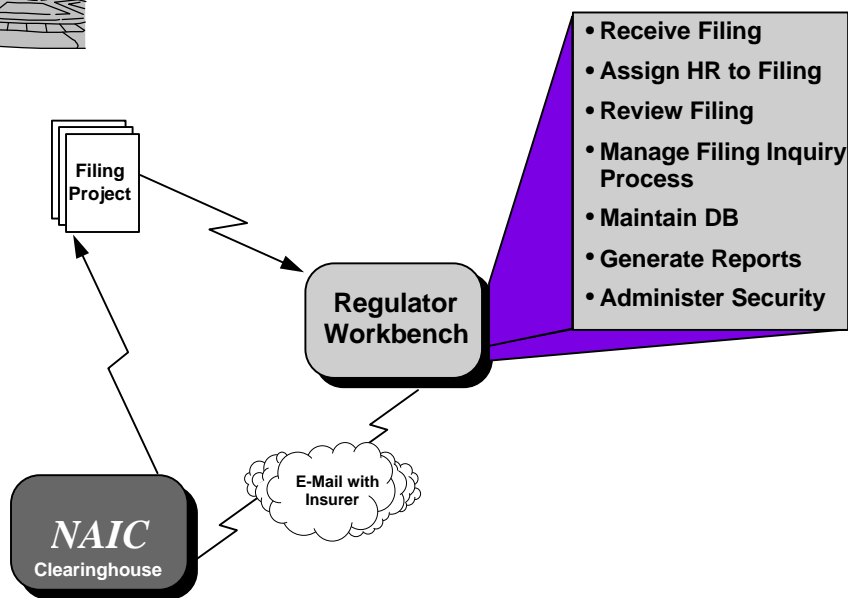 • Receive Filing
• Assign HR to Filing
• Review Filing
• Manage Filing Inquiry
Process
• Maintain DB
• Generate Reports
• Administer Security
Filing
Project
Regulator
Workbench
E-Mail with
Insurer
NAIC
Clearinghouse